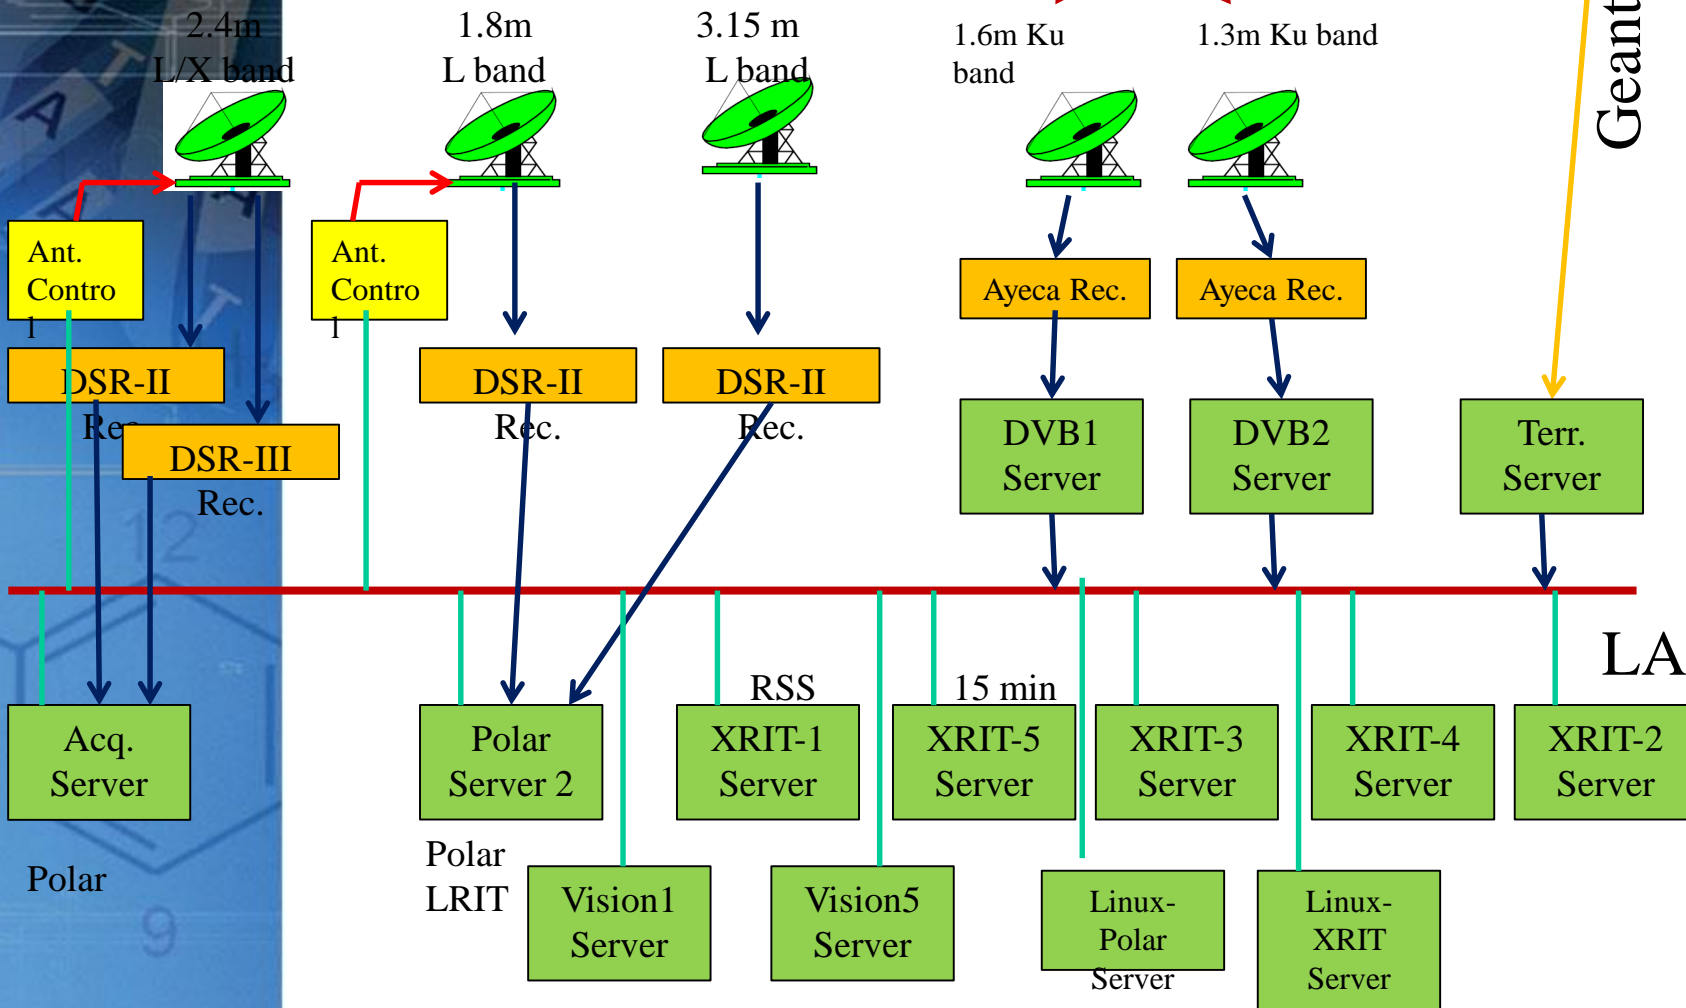 2.4m
L/X band
1.8m
L band
3.15 m
L band
1.6m Ku
band
1.3m Ku band
Geant
Ant.
Contro
l
Ant.
Contro
l
Ayeca Rec.
Ayeca Rec.
DSR-II
Rec.
DSR-III
Rec.
DSR-II
Rec.
DSR-II
Rec.
DVB1
Server
DVB2
Server
Terr.
Server
12
LA
RSS
15 min
Acq.
Server
Polar
Server 2
XRIT-1
Server
XRIT-5
Server
XRIT-3
Server
XRIT-4
Server
XRIT-2
Server
Polar
Polar
LRIT
Vision1
Server
Vision5
Server
Linux-
Polar
Server
Linux-
XRIT
Server
9